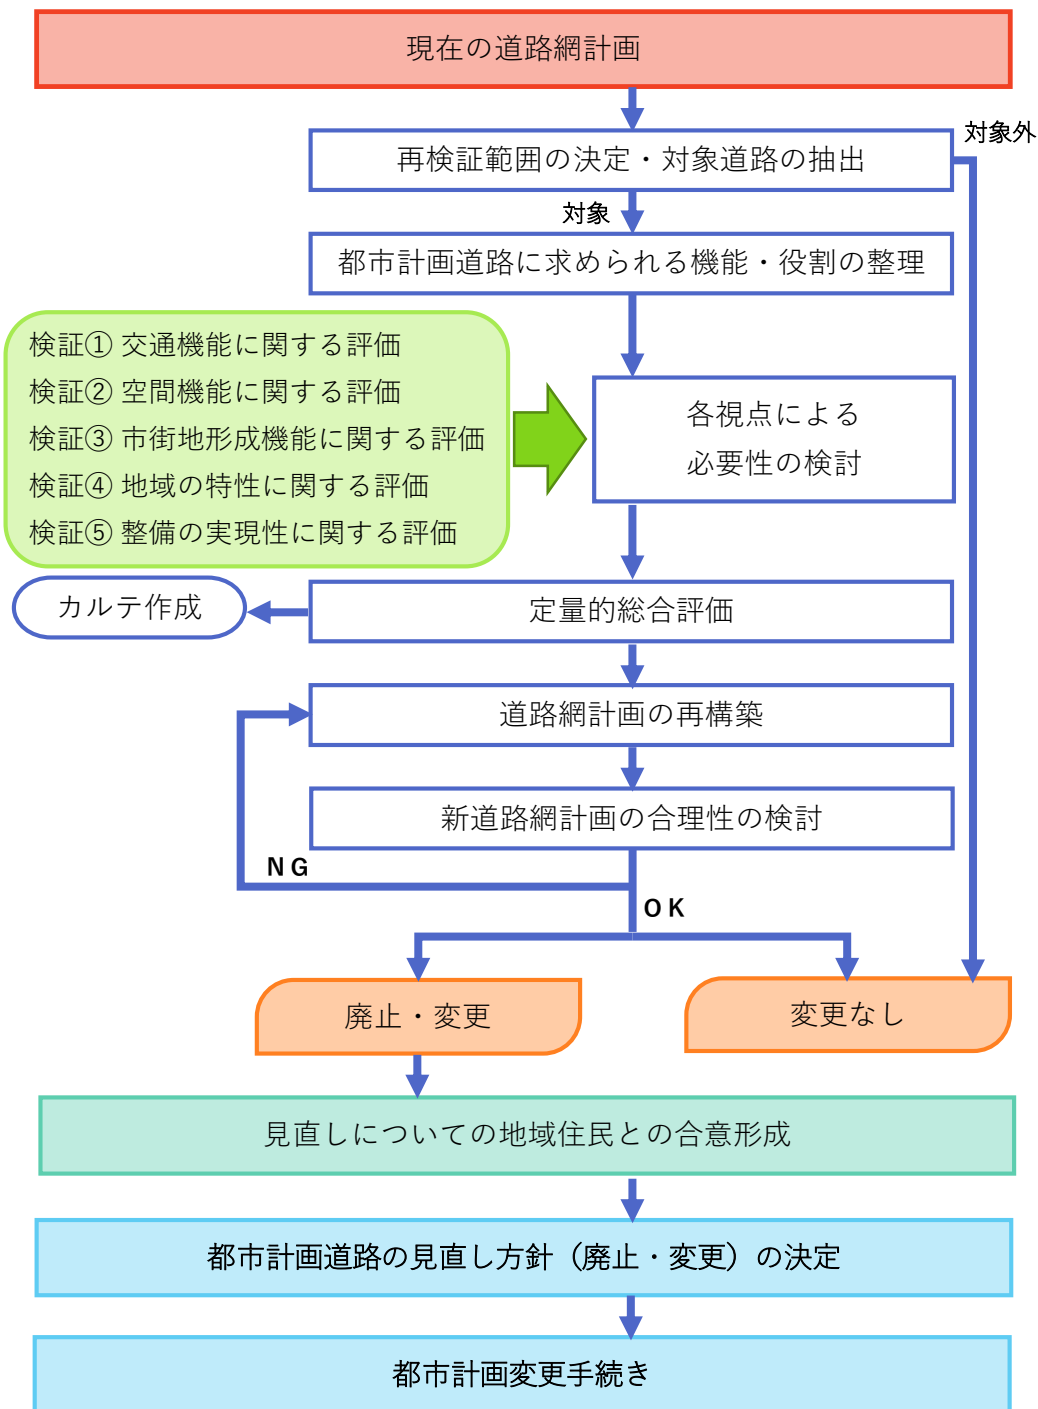 現在の道路網計画
対象外
再検証範囲の決定・対象道路の抽出
対象
都市計画道路に求められる機能・役割の整理
検証① 交通機能に関する評価
検証② 空間機能に関する評価
検証③ 市街地形成機能に関する評価
検証④ 地域の特性に関する評価
検証⑤ 整備の実現性に関する評価
各視点による
必要性の検討
カルテ作成
定量的総合評価
道路網計画の再構築
新道路網計画の合理性の検討
ＮＧ
ＯＫ
廃止・変更
変更なし
見直しについての地域住民との合意形成
都市計画道路の見直し方針（廃止・変更）の決定
都市計画変更手続き